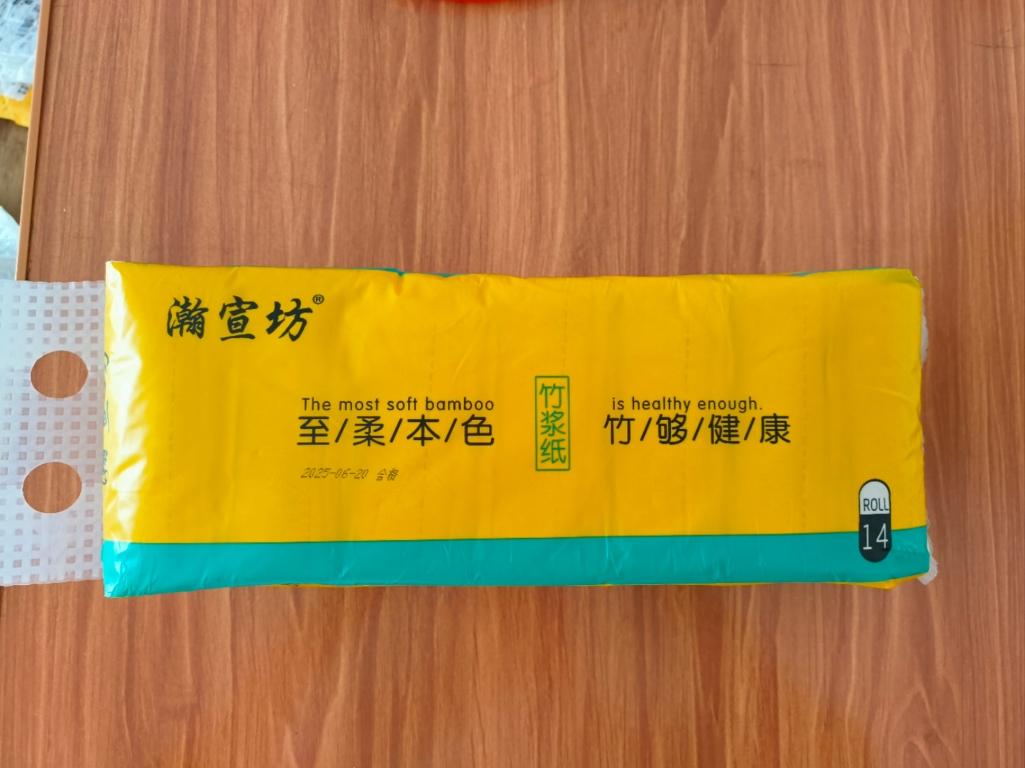 瀚宣坊®
The most soft bamboo
至/柔/本/色
2025-06-20 合格
竹浆纸
is healthy enough.
竹/够/健/康
ROLL
14